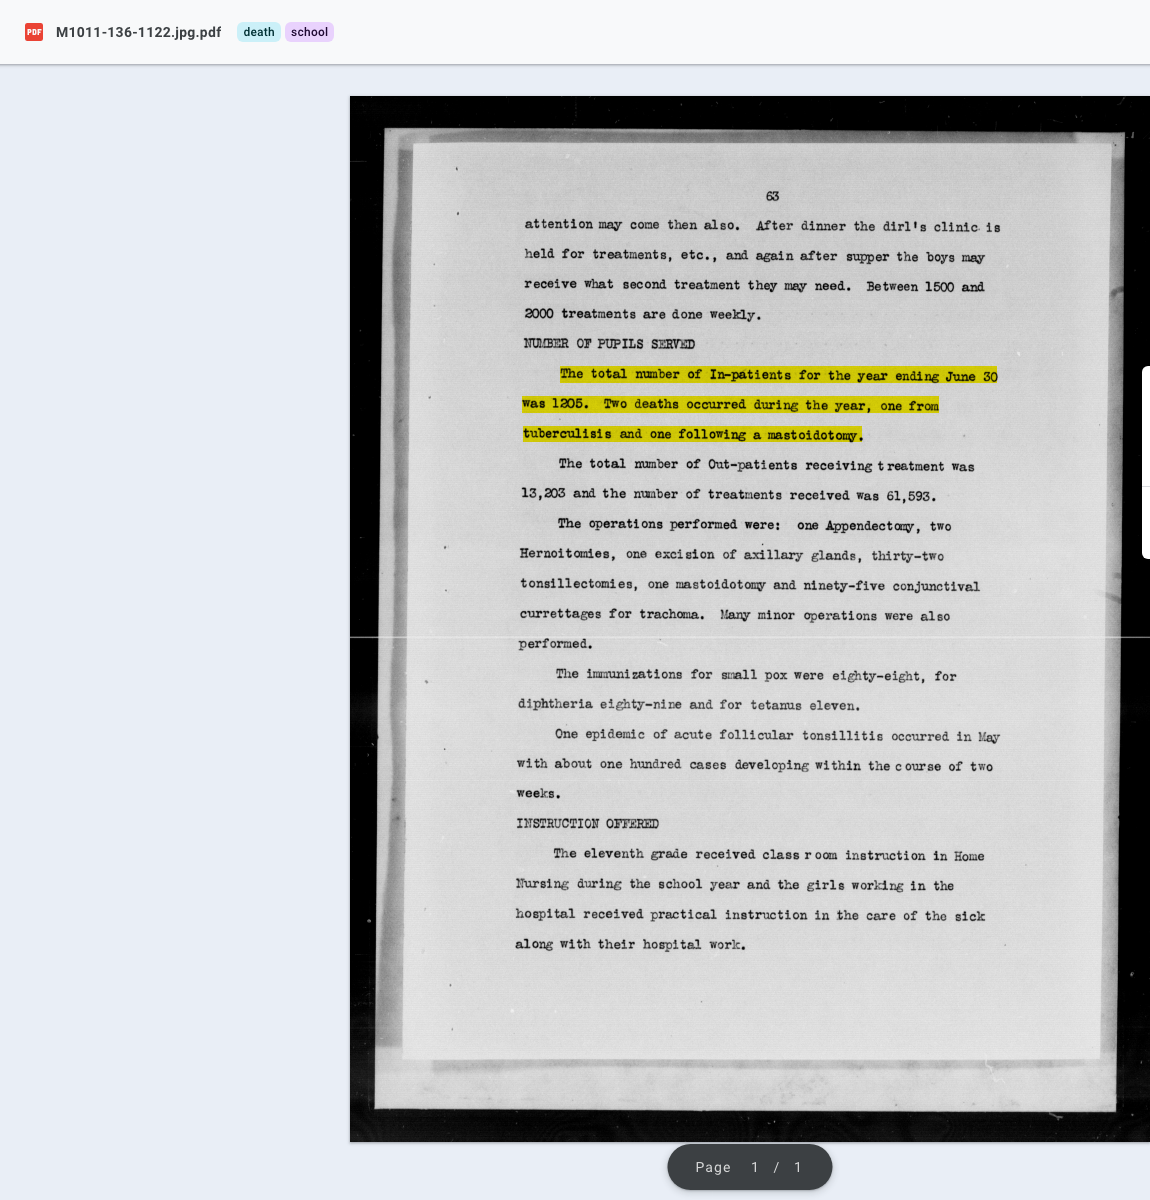 PDF M1011-136-1122.jpg.pdf death school
63
attention may come then also. After dinner the dirl's clinic is
held for treatments, etc., and again after supper the boys may
receive what second treatment they may need. Between 1500 and
2000 treatments are done weekly.
NUMBER OF PUPILS SERVED
The total number of In-patients for the year ending June 30
was 1205. Two deaths occurred during the year, one from
tuberculisis and one following a mastoidotomy.
The total number of Out-patients receiving treatment was
13,203 and the number of treatments received was 61,593.
The operations performed were: one Appendectomy, two
Hernoitomies, one excision of axillary glands, thirty-two
tonsillectomies, one mastoidotomy and ninety-five conjunctival
currettages for trachoma. Many minor operations were also
performed.
The immunizations for small pox were eighty-eight, for
diphtheria eighty-nine and for tetanus eleven.
One epidemic of acute follicular tonsillitis occurred in May
with about one hundred cases developing within the course of two
weeks.
INSTRUCTION OFFERED
The eleventh grade received class room instruction in Home
Nursing during the school year and the girls working in the
hospital received practical instruction in the care of the sick
along with their hospital work.
Page 1 / 1